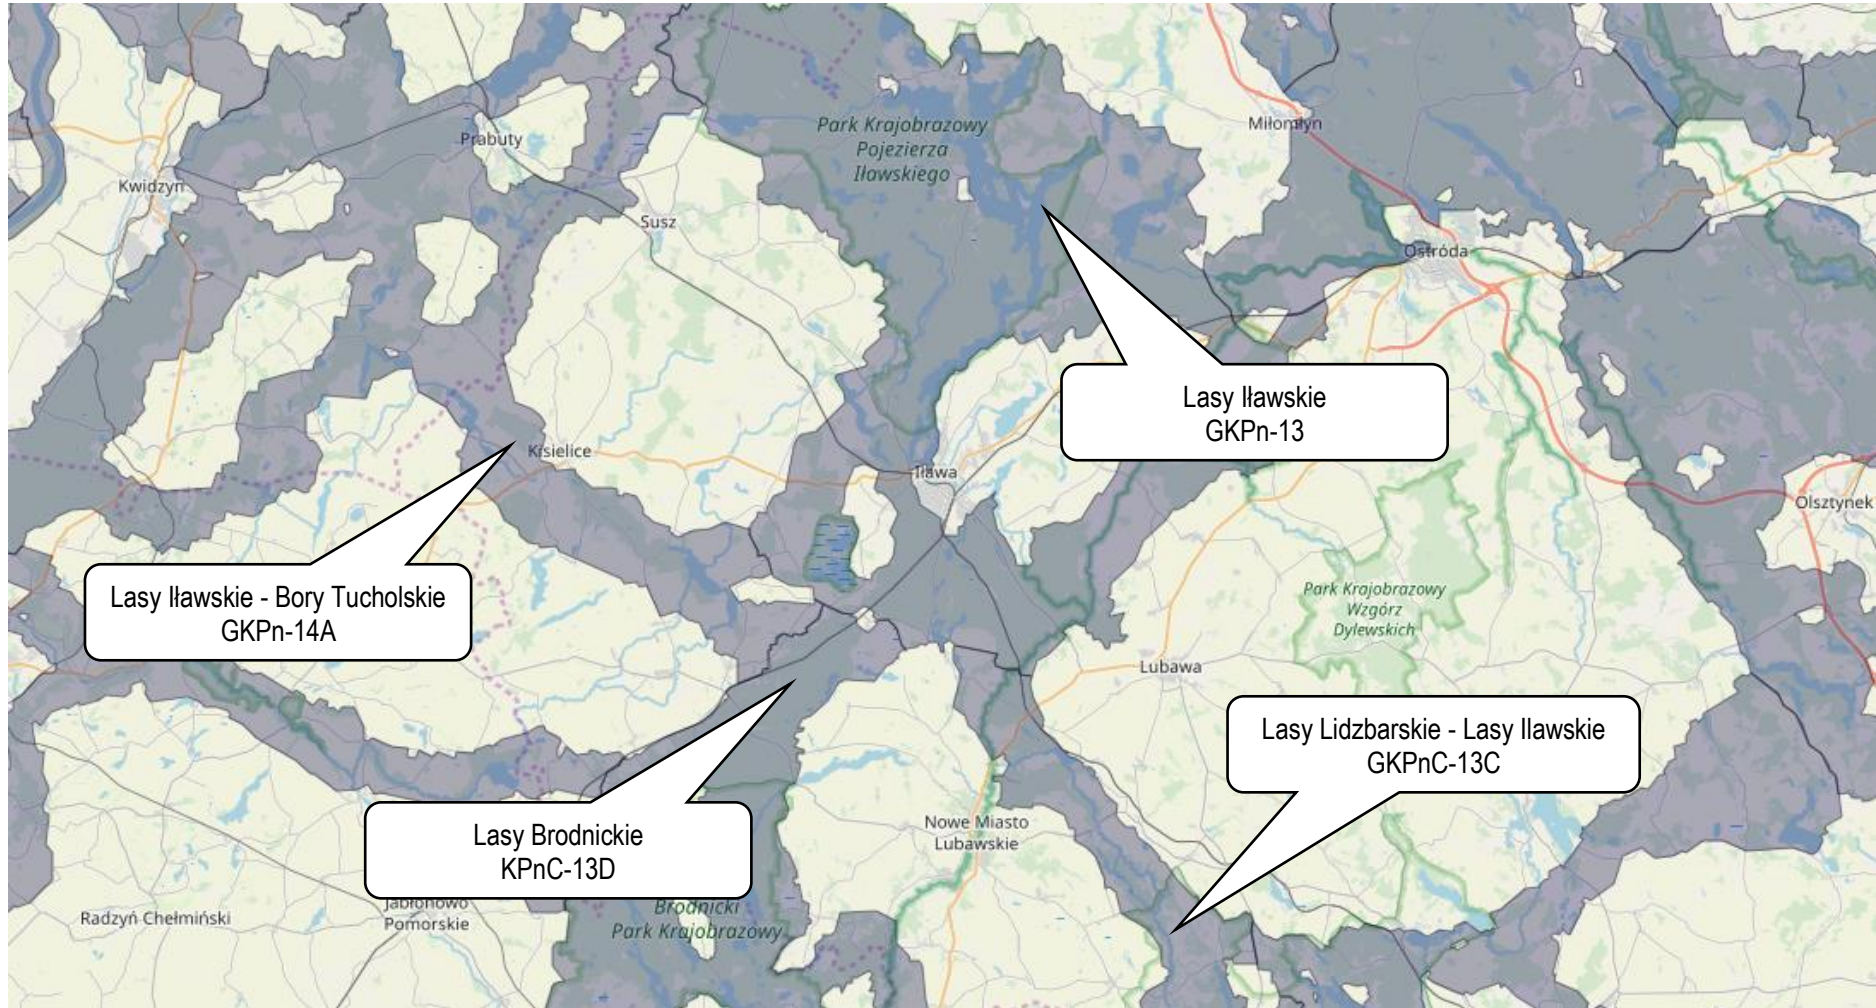 Park Krajobrazowy
Pojezierza
Iławskiego
Miłomłyn
Prabuty
Kwidzyn
Susz
Ostróda
Lasy Iławskie
GKPn-13
Kisielice
Iława
Olsztynek
Lasy Iławskie - Bory Tucholskie
GKPn-14A
Park Krajobrazowy
Wzgórz
Dylewskich
Lubawa
Lasy Lidzbarskie - Lasy Ilawskie
GKPnC-13C
Lasy Brodnickie
KPnC-13D
Nowe Miasto
Lubawskie
Radzyń Chełmiński
Jabłonowo
Pomorskie
Brodnicki
Park Krajobrazowy